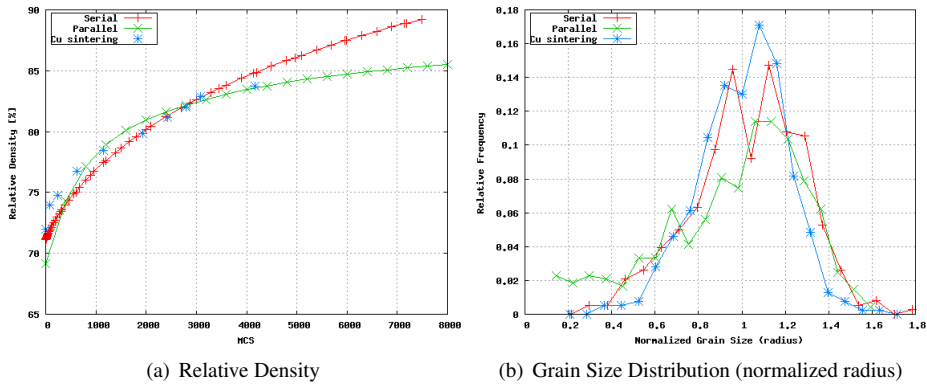 Serial
Parallel
Cu sintering
Relative Density [%]
90
85
80
75
70
65
0 1000 2000 3000 4000 5000 6000 7000 8000
MCS
(a) Relative Density
Serial
Parallel
Cu sintering
Relative Frequency
0,18
0,16
0,14
0,12
0,1
0,08
0,06
0,04
0,02
0
0 0,2 0,4 0,6 0,8 1 1,2 1,4 1,6 1,8
Normalized Grain Size (radius)
(b) Grain Size Distribution (normalized radius)